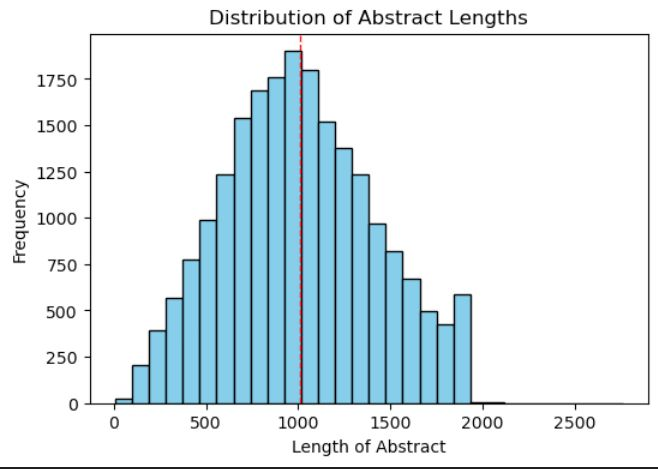 Distribution of Abstract Lengths
1750
1500
1250
1000
750
500
250
0
Frequency
0 500 1000 1500 2000 2500
Length of Abstract